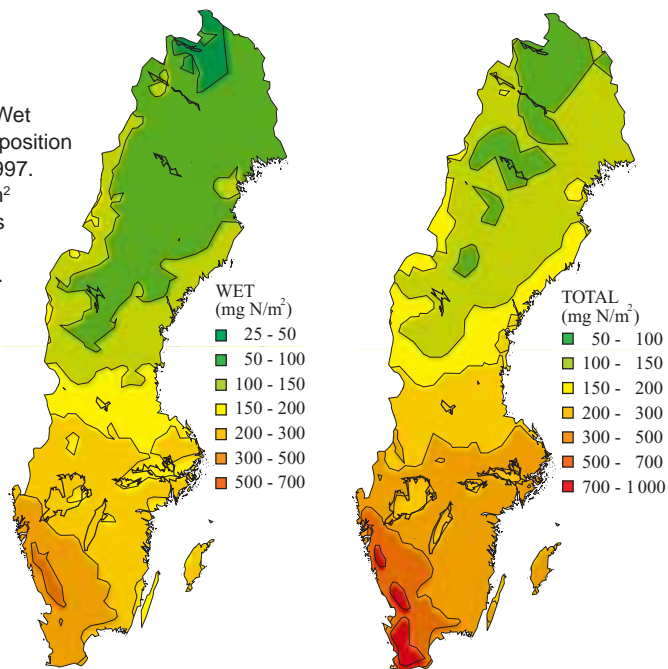 Wet
position
997.
n²
s
.
WET
(mg N/m²)
25 - 50
50 - 100
100 - 150
150 - 200
200 - 300
300 - 500
500 - 700
TOTAL
(mg N/m²)
50 - 100
100 - 150
150 - 200
200 - 300
300 - 500
500 - 700
700 - 1 000